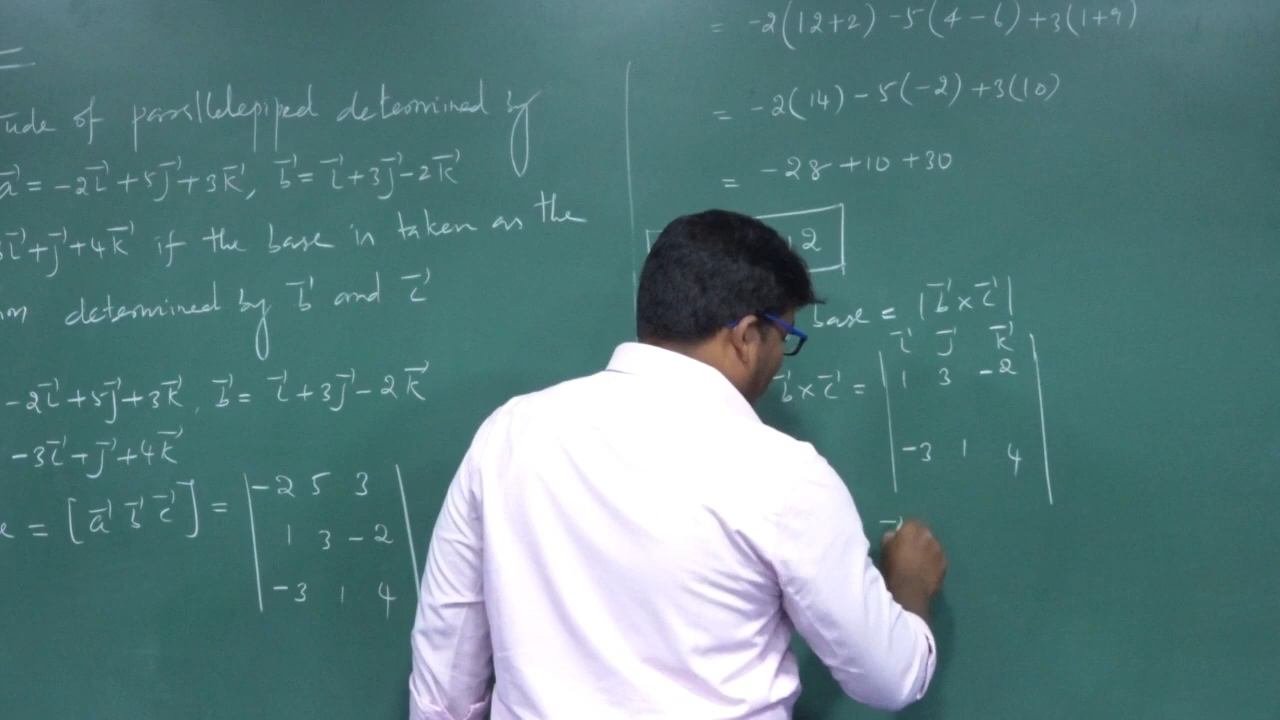 of parallelepiped determined by
a⃗ = -2i⃗ + 5j⃗ + 3k⃗, b⃗ = i⃗ + 3j⃗ - 2k⃗
i⃗ + j⃗ + 4k⃗ if the base is taken as the
determined by b⃗ and c⃗
-2i⃗ + 5j⃗ + 3k⃗, b⃗ = i⃗ + 3j⃗ - 2k⃗
-3i⃗ + j⃗ + 4k⃗
= [a⃗ b⃗ c⃗] = | -2 5 3
1 3 -2
-3 1 4 |
= -2(12+2) -5(4-6) +3(1+9)
= -2(14) -5(-2) +3(10)
= -28 +10 +30
12
base = |b⃗ × c⃗|
b⃗ × c⃗ = | i⃗ j⃗ k⃗
1 3 -2
-3 1 4 |